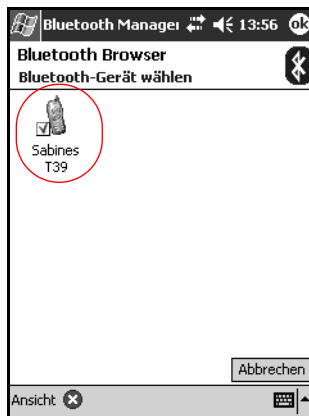 Bluetooth Manager 13:56 ok
Bluetooth Browser
Bluetooth-Gerät wählen
Sabines
T39
Abbrechen
Ansicht